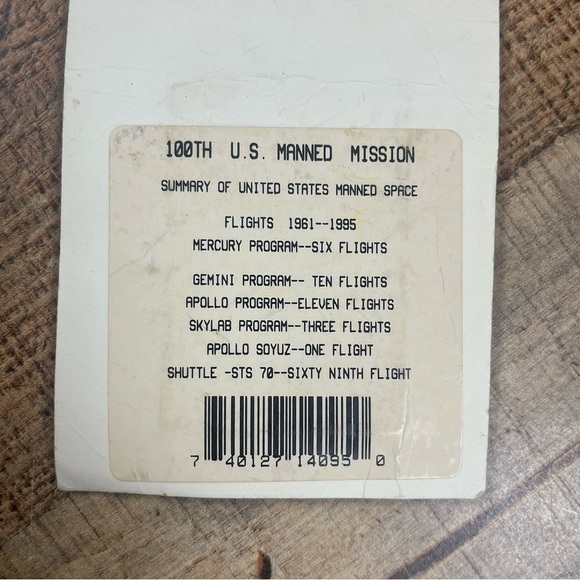 100TH U.S. MANNED MISSION
SUMMARY OF UNITED STATES MANNED SPACE
FLIGHTS 1961--1995
MERCURY PROGRAM--SIX FLIGHTS
GEMINI PROGRAM-- TEN FLIGHTS
APOLLO PROGRAM--ELEVEN FLIGHTS
SKYLAB PROGRAM--THREE FLIGHTS
APOLLO SOYUZ--ONE FLIGHT
SHUTTLE -STS 70--SIXTY NINTH FLIGHT
7 40127 14095 0